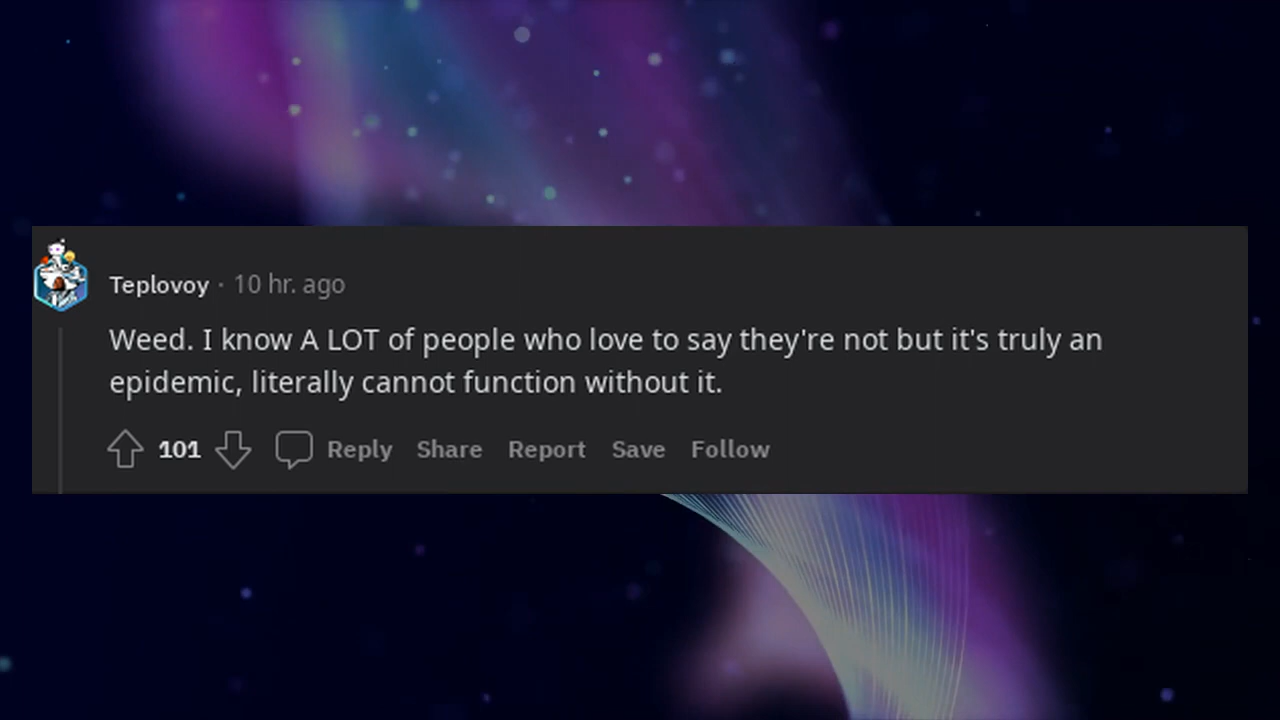 Teplovoy · 10 hr. ago
Weed. I know A LOT of people who love to say they're not but it's truly an
epidemic, literally cannot function without it.
101 Reply Share Report Save Follow